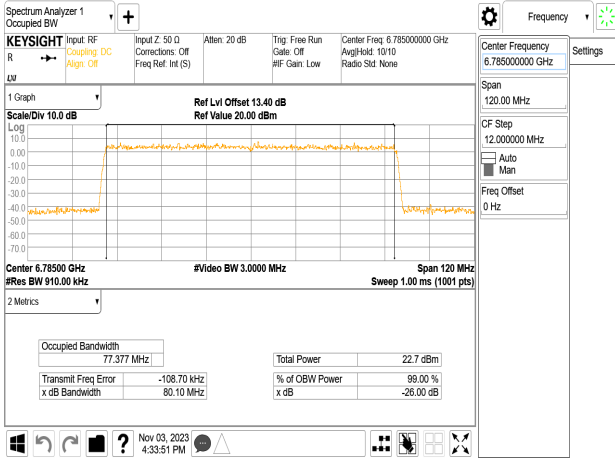 Spectrum Analyzer 1
Occupied BW
Frequency
KEYSIGHT
R
Input: RF
Coupling: DC
Align: Off
Input Z: 50 Ω
Corrections: Off
Freq Ref: Int (S)
Atten: 20 dB
Trig: Free Run
Gate: Off
#IF Gain: Low
Center Freq: 6.785000000 GHz
Avg|Hold: 10/10
Radio Std: None
Center Frequency
6.785000000 GHz
Settings
Span
120.00 MHz
CF Step
12.000000 MHz
Auto
Man
Freq Offset
0 Hz
1 Graph
Scale/Div 10.0 dB
Ref Lvl Offset 13.40 dB
Ref Value 20.00 dBm
Log
10.0
0.00
-10.0
-20.0
-30.0
-40.0
-50.0
-60.0
-70.0
Center 6.78500 GHz
#Video BW 3.0000 MHz
Span 120 MHz
#Res BW 910.00 kHz
Sweep 1.00 ms (1001 pts)
2 Metrics
Occupied Bandwidth
77.377 MHz
Total Power 22.7 dBm
Transmit Freq Error -108.70 kHz
% of OBW Power 99.00 %
x dB Bandwidth 80.10 MHz
x dB -26.00 dB
?
Nov 03, 2023
4:33:51 PM